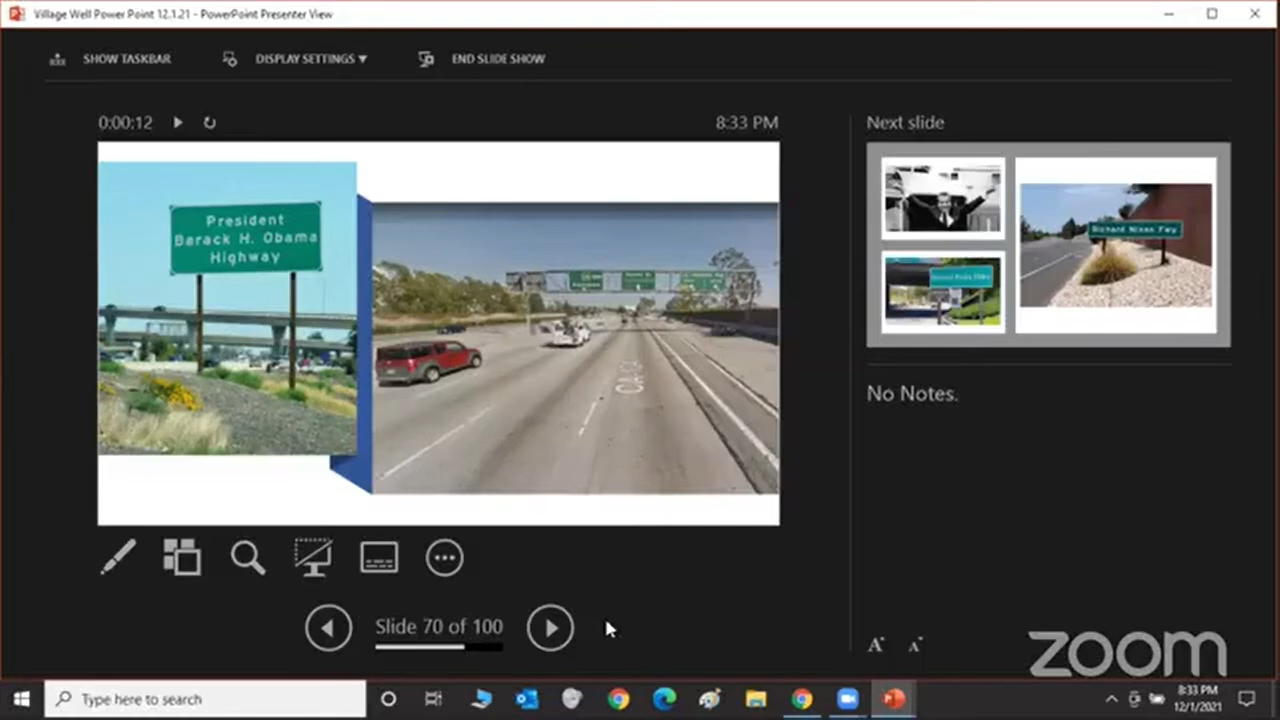 Village Well Power Point 12.1.21 - PowerPoint Presenter View
SHOW TASKBAR
DISPLAY SETTINGS ▼
END SLIDE SHOW
0:00:12
8:33 PM
Next slide
President
Barack H. Obama
Highway
Richard Nixon Fwy
No Notes.
Slide 70 of 100
zoom
Type here to search
8:33 PM
12/1/2021